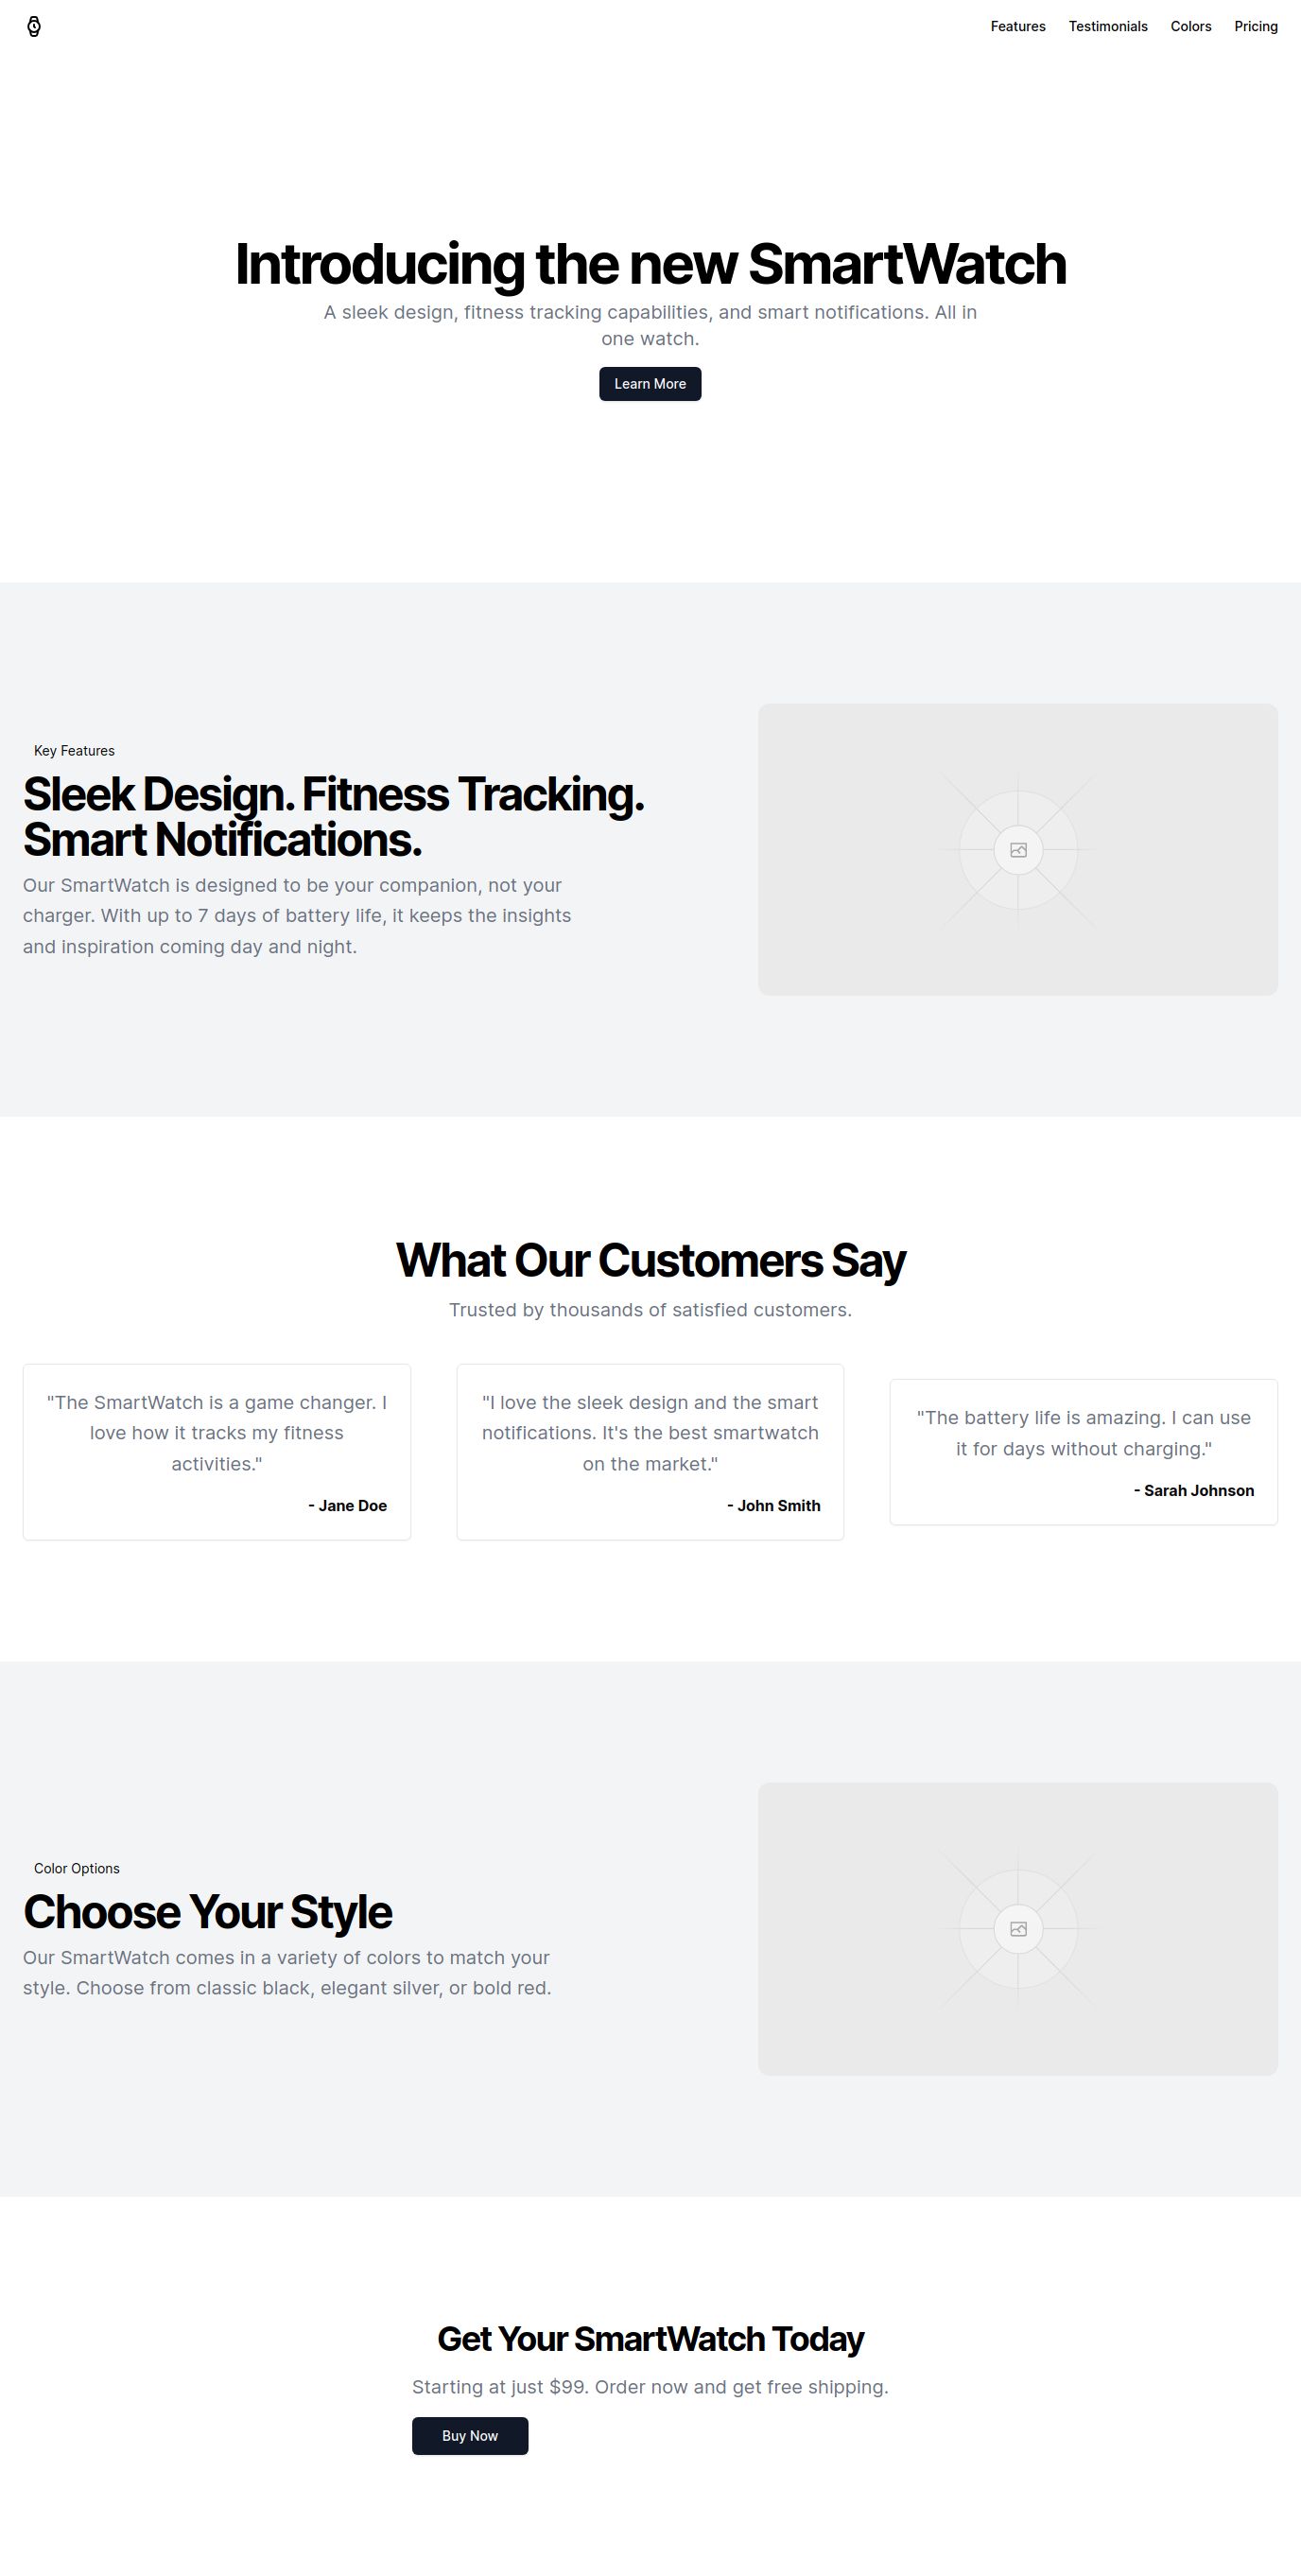 Features Testimonials Colors Pricing
Introducing the new SmartWatch
A sleek design, fitness tracking capabilities, and smart notifications. All in
one watch.
Learn More
Key Features
Sleek Design. Fitness Tracking.
Smart Notifications.
Our SmartWatch is designed to be your companion, not your
charger. With up to 7 days of battery life, it keeps the insights
and inspiration coming day and night.
What Our Customers Say
Trusted by thousands of satisfied customers.
"The SmartWatch is a game changer. I
love how it tracks my fitness
activities."
- Jane Doe
"I love the sleek design and the smart
notifications. It's the best smartwatch
on the market."
- John Smith
"The battery life is amazing. I can use
it for days without charging."
- Sarah Johnson
Color Options
Choose Your Style
Our SmartWatch comes in a variety of colors to match your
style. Choose from classic black, elegant silver, or bold red.
Get Your SmartWatch Today
Starting at just $99. Order now and get free shipping.
Buy Now